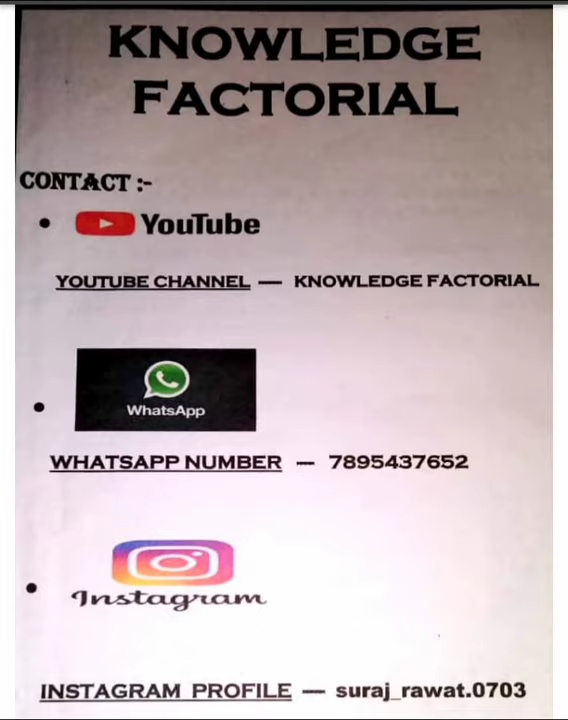 KNOWLEDGE
FACTORIAL
CONTACT :-
• YouTube
YOUTUBE CHANNEL — KNOWLEDGE FACTORIAL
• WhatsApp
WHATSAPP NUMBER — 7895437652
• Instagram
INSTAGRAM PROFILE — suraj_rawat.0703